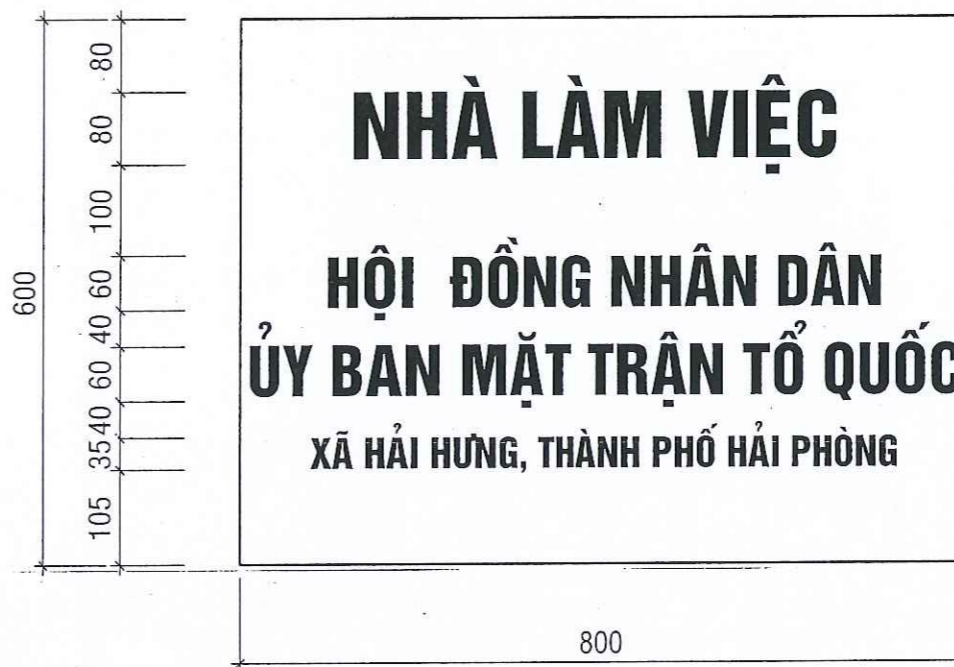 NHÀ LÀM VIỆC
HỘI ĐỒNG NHÂN DÂN
ỦY BAN MẶT TRẬN TỔ QUỐC
XÃ HẢI HƯNG, THÀNH PHỐ HẢI PHÒNG
600
80
80
100
60
40
60
40
35
105
800